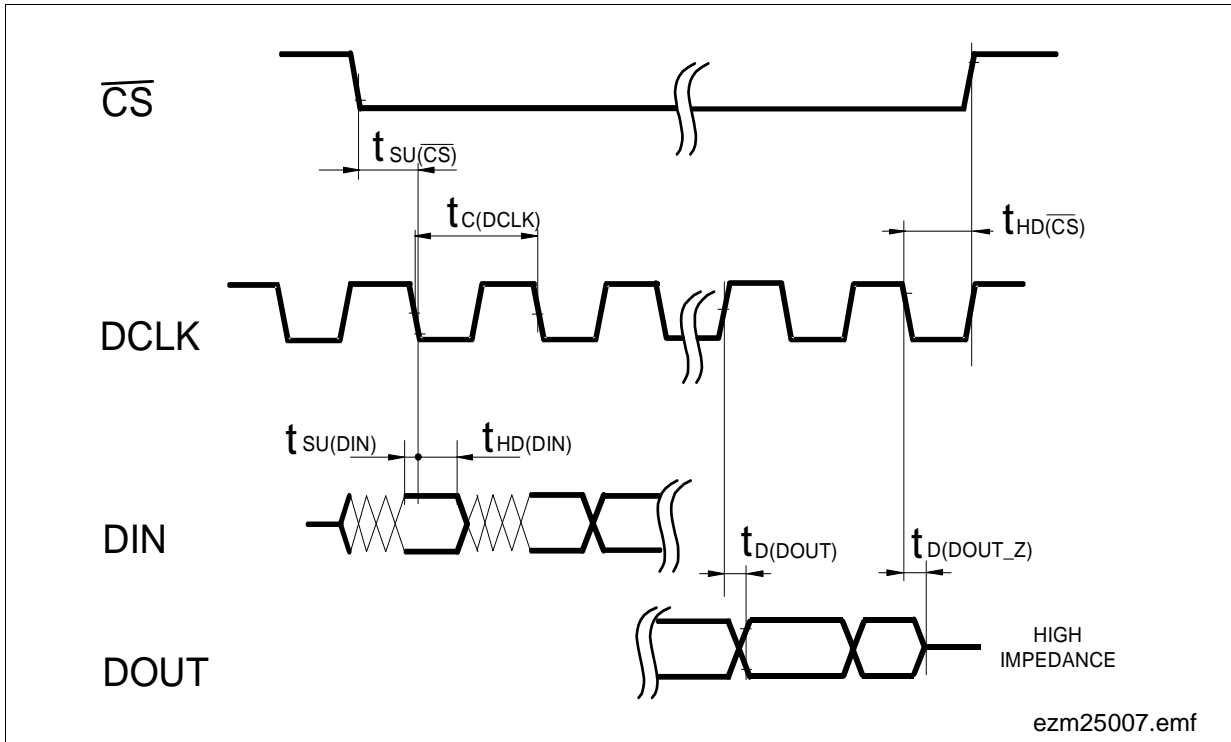 CS
tSU(CS)
tC(DCLK)
tHD(CS)
DCLK
tSU(DIN)
tHD(DIN)
DIN
tD(DOUT)
tD(DOUT_Z)
DOUT
HIGH
IMPEDANCE
ezm25007.emf